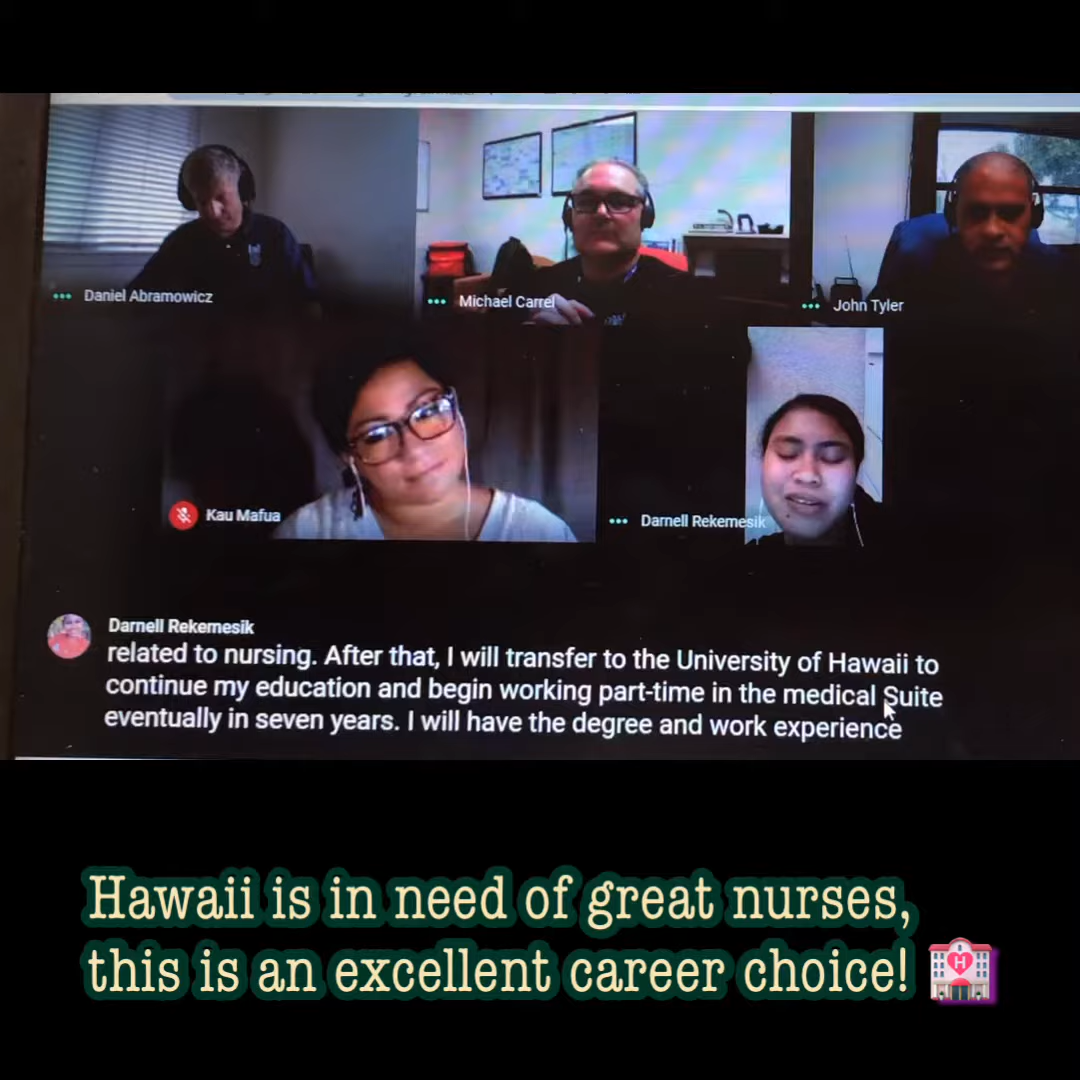 Daniel Abramowicz
Michael Carrel
John Tyler
Kau Mafua
Darnell Rekemesik
Darnell Rekemesik
related to nursing. After that, I will transfer to the University of Hawaii to
continue my education and begin working part-time in the medical Suite
eventually in seven years. I will have the degree and work experience
Hawaii is in need of great nurses,
this is an excellent career choice!
H